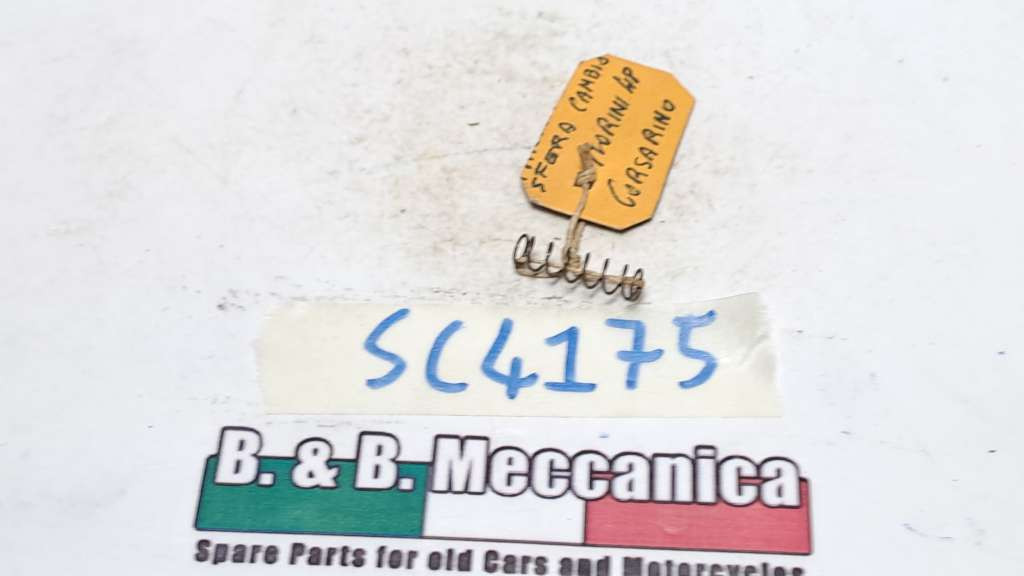 SFERA CAMBIO
MORINI 4P
CORSARINO
SC4175
B. & B. Meccanica
Spare Parts for old Cars and Motorcycles